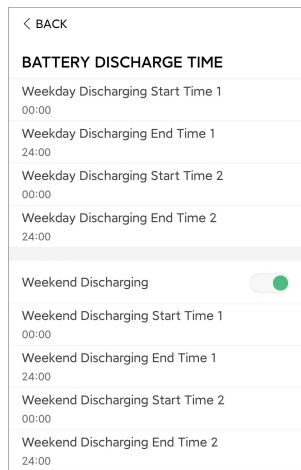 < BACK
BATTERY DISCHARGE TIME
Weekday Discharging Start Time 1
00:00
Weekday Discharging End Time 1
24:00
Weekday Discharging Start Time 2
00:00
Weekday Discharging End Time 2
24:00
Weekend Discharging
Weekend Discharging Start Time 1
00:00
Weekend Discharging End Time 1
24:00
Weekend Discharging Start Time 2
00:00
Weekend Discharging End Time 2
24:00